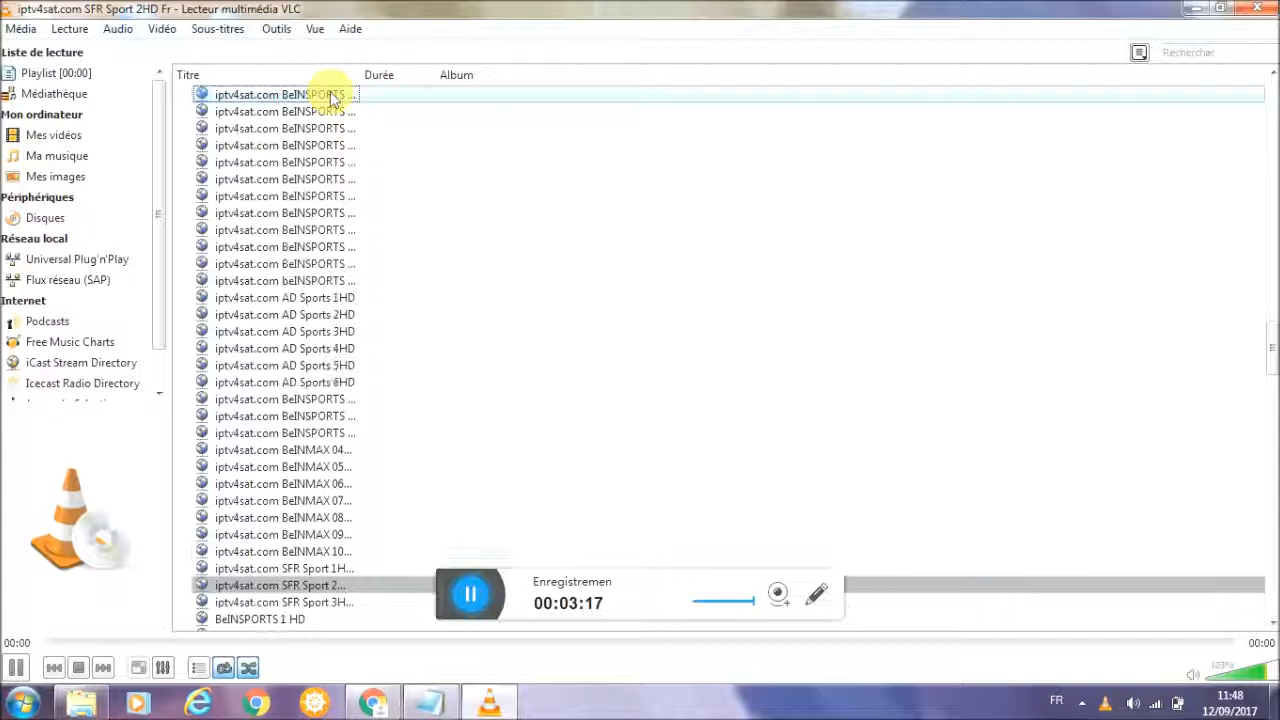 iptv4sat.com SFR Sport 2HD Fr - Lecteur multimédia VLC
Média Lecture Audio Vidéo Sous-titres Outils Vue Aide
Liste de lecture
Rechercher
Playlist [00:00]
Médiathèque
Mon ordinateur
Mes vidéos
Ma musique
Mes images
Périphériques
Disques
Réseau local
Universal Plug'n'Play
Flux réseau (SAP)
Internet
Podcasts
Free Music Charts
iCast Stream Directory
Icecast Radio Directory
Titre Durée Album
iptv4sat.com BeINSPORTS ...
iptv4sat.com BeINSPORTS ...
iptv4sat.com BeINSPORTS ...
iptv4sat.com BeINSPORTS ...
iptv4sat.com BeINSPORTS ...
iptv4sat.com BeINSPORTS ...
iptv4sat.com BeINSPORTS ...
iptv4sat.com BeINSPORTS ...
iptv4sat.com BeINSPORTS ...
iptv4sat.com BeINSPORTS ...
iptv4sat.com BeINSPORTS ...
iptv4sat.com beINSPORTS ...
iptv4sat.com AD Sports 1HD
iptv4sat.com AD Sports 2HD
iptv4sat.com AD Sports 3HD
iptv4sat.com AD Sports 4HD
iptv4sat.com AD Sports 5HD
iptv4sat.com AD Sports 6HD
iptv4sat.com BeINSPORTS ...
iptv4sat.com BeINSPORTS ...
iptv4sat.com BeINSPORTS ...
iptv4sat.com BeINMAX 04...
iptv4sat.com BeINMAX 05...
iptv4sat.com BeINMAX 06...
iptv4sat.com BeINMAX 07...
iptv4sat.com BeINMAX 08...
iptv4sat.com BeINMAX 09...
iptv4sat.com BeINMAX 10...
iptv4sat.com SFR Sport 1H...
iptv4sat.com SFR Sport 2...
iptv4sat.com SFR Sport 3H...
BeINSPORTS 1 HD
Enregistremen
00:03:17
00:00 00:00
103%
FR
11:48
12/09/2017